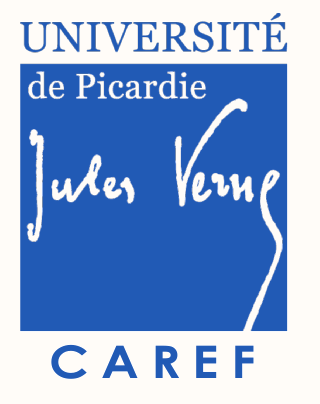 UNIVERSITÉ
de Picardie
Jules Verne
CAREF